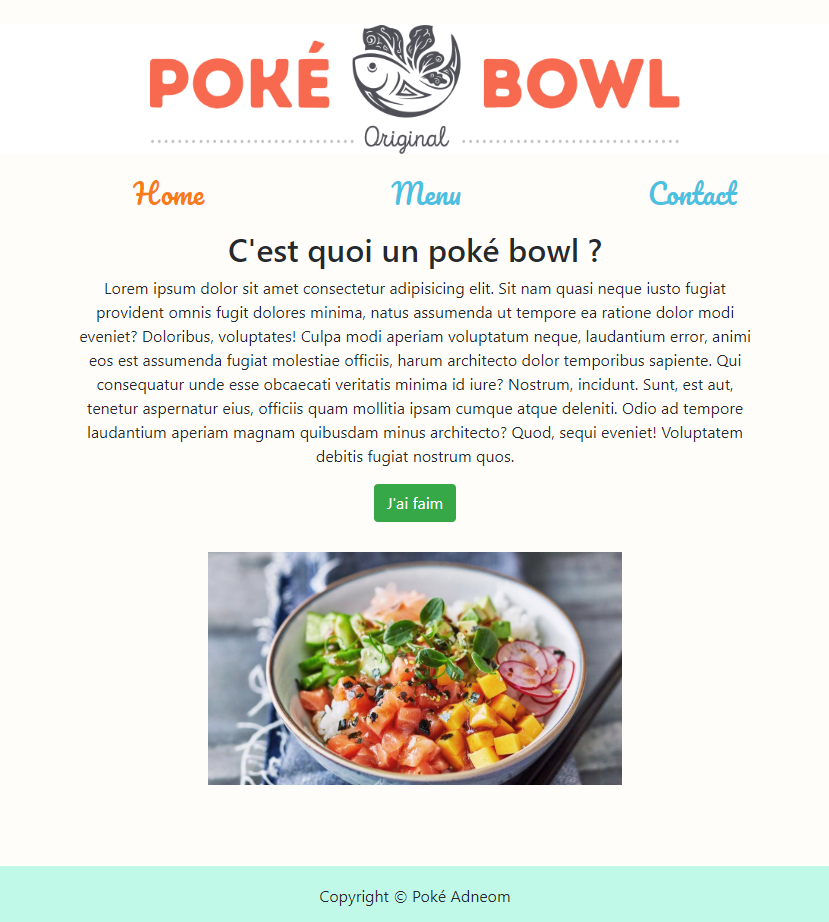 POKÉ BOWL
Original
Home Menu Contact
C'est quoi un poké bowl ?
Lorem ipsum dolor sit amet consectetur adipisicing elit. Sit nam quasi neque iusto fugiat
provident omnis fugit dolores minima, natus assumenda ut tempore ea ratione dolor modi
eveniet? Doloribus, voluptates! Culpa modi aperiam voluptatum neque, laudantium error, animi
eos est assumenda fugiat molestiae officiis, harum architecto dolor temporibus sapiente. Qui
consequatur unde esse obcaecati veritatis minima id iure? Nostrum, incidunt. Sunt, est aut,
tenetur aspernatur eius, officiis quam mollitia ipsam cumque atque deleniti. Odio ad tempore
laudantium aperiam magnam quibusdam minus architecto? Quod, sequi eveniet! Voluptatem
debitis fugiat nostrum quos.
J'ai faim
Copyright © Poké Adneom